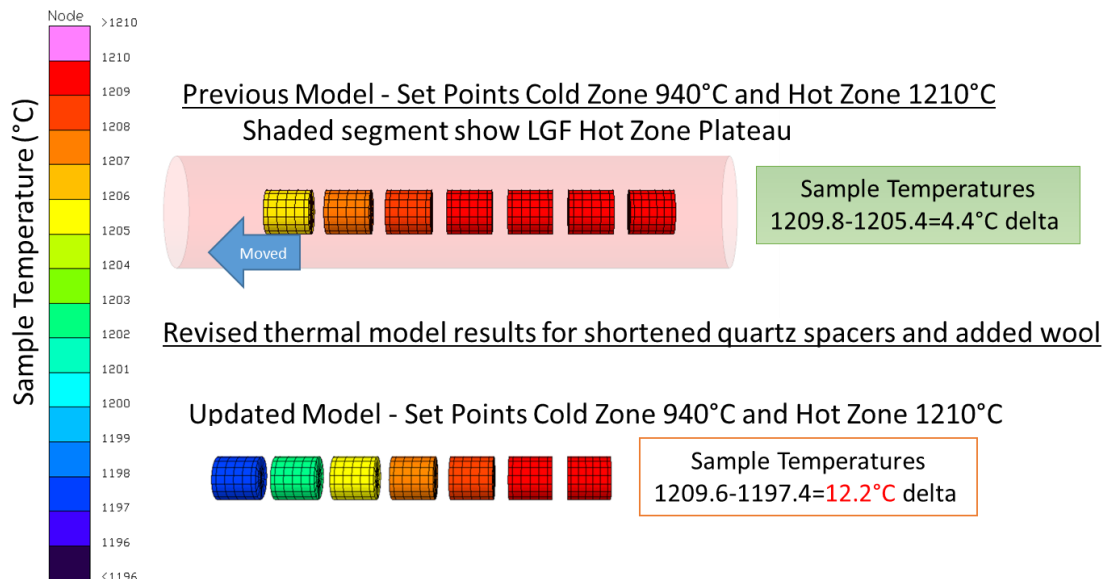 Node
>1210
1210
1209
1208
1207
1206
1205
1204
1203
1202
1201
1200
1199
1198
1197
1196
<1196
Sample Temperature (°C)
Previous Model - Set Points Cold Zone 940°C and Hot Zone 1210°C
Shaded segment show LGF Hot Zone Plateau
Moved
Sample Temperatures
1209.8-1205.4=4.4°C delta
Revised thermal model results for shortened quartz spacers and added wool
Updated Model - Set Points Cold Zone 940°C and Hot Zone 1210°C
Sample Temperatures
1209.6-1197.4=12.2°C delta